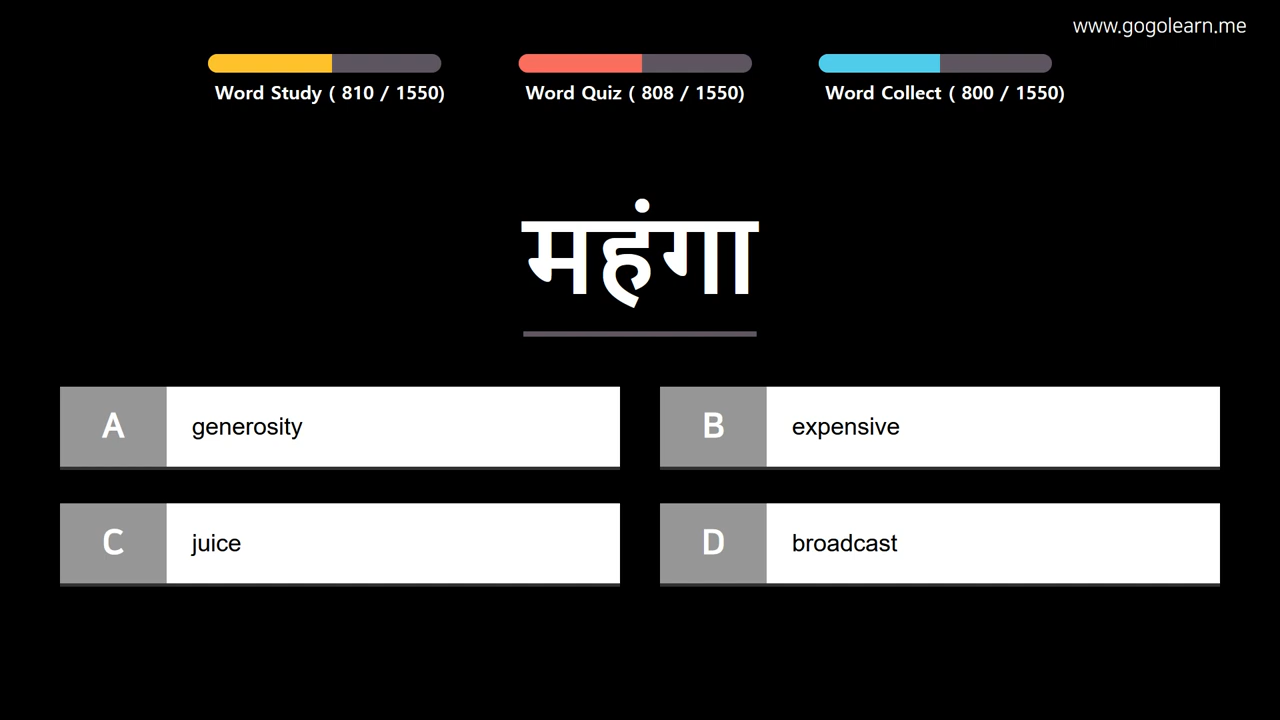 www.gogolearn.me
Word Study ( 810 / 1550)
Word Quiz ( 808 / 1550)
Word Collect ( 800 / 1550)
महंगा
A generosity
B expensive
C juice
D broadcast